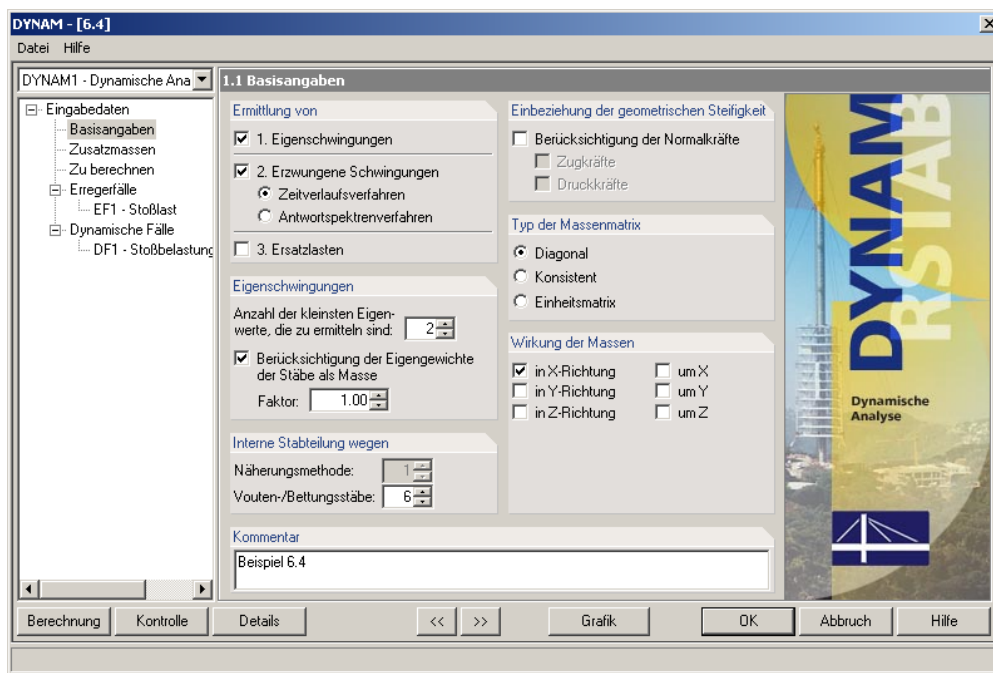 DYNAM - [6.4]
Datei Hilfe
DYNAM1 - Dynamische Ana
1.1 Basisangaben
Eingabedaten
Basisangaben
Zusatzmassen
Zu berechnen
Erregerfälle
EF1 - Stoßlast
Dynamische Fälle
DF1 - Stoßbelastung
Ermittlung von
1. Eigenschwingungen
2. Erzwungene Schwingungen
Zeitverlaufsverfahren
Antwortspektrenverfahren
3. Ersatzlasten
Eigenschwingungen
Anzahl der kleinsten Eigen-
werte, die zu ermitteln sind: 2
Berücksichtigung der Eigengewichte
der Stäbe als Masse
Faktor: 1.00
Interne Stabteilung wegen
Näherungsmethode: 1
Vouten-/Bettungsstäbe: 6
Einbeziehung der geometrischen Steifigkeit
Berücksichtigung der Normalkräfte
Zugkräfte
Druckkräfte
Typ der Massenmatrix
Diagonal
Konsistent
Einheitsmatrix
Wirkung der Massen
in X-Richtung um X
in Y-Richtung um Y
in Z-Richtung um Z
Kommentar
Beispiel 6.4
DYNAM
RSTAB
Dynamische
Analyse
Berechnung Kontrolle Details << >> Grafik OK Abbruch Hilfe